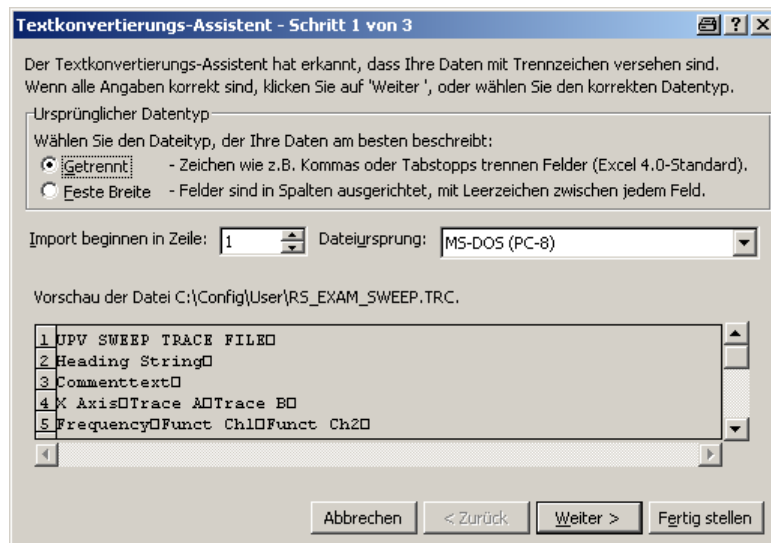 Textkonvertierungs-Assistent - Schritt 1 von 3
Der Textkonvertierungs-Assistent hat erkannt, dass Ihre Daten mit Trennzeichen versehen sind.
Wenn alle Angaben korrekt sind, klicken Sie auf 'Weiter ', oder wählen Sie den korrekten Datentyp.
Ursprünglicher Datentyp
Wählen Sie den Dateityp, der Ihre Daten am besten beschreibt:
Getrennt - Zeichen wie z.B. Kommas oder Tabstopps trennen Felder (Excel 4.0-Standard).
Feste Breite - Felder sind in Spalten ausgerichtet, mit Leerzeichen zwischen jedem Feld.
Import beginnen in Zeile: 1 Dateiursprung: MS-DOS (PC-8)
Vorschau der Datei C:\Config\User\RS_EXAM_SWEEP.TRC.
1 UPV SWEEP TRACE FILE□
2 Heading String□
3 Commenttext□
4 X Axis□Trace A□Trace B□
5 Frequency□Funct Ch1□Funct Ch2□
Abbrechen < Zurück Weiter > Fertig stellen